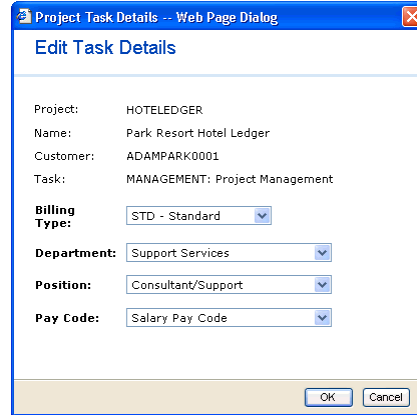 Project Task Details -- Web Page Dialog
Edit Task Details
Project: HOTELEDGER
Name: Park Resort Hotel Ledger
Customer: ADAMPARK0001
Task: MANAGEMENT: Project Management
Billing
Type: STD - Standard
Department: Support Services
Position: Consultant/Support
Pay Code: Salary Pay Code
OK Cancel